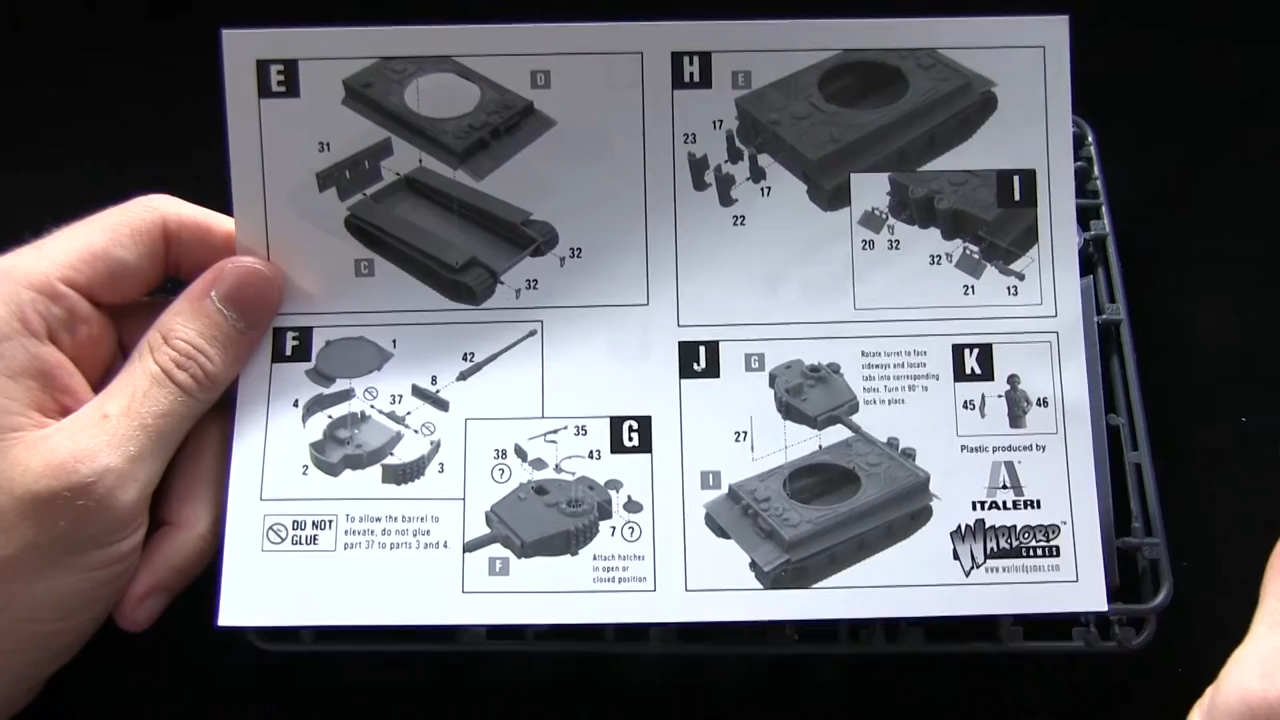 E
D
31
C
32
32
F
1
42
8
37
4
2
3
DO NOT
GLUE
To allow the barrel to
elevate, do not glue
part 37 to parts 3 and 4.
G
35
38
?
43
7
?
F
Attach hatches
in open or
closed position
H
E
17
23
17
22
I
20
32
32
21
13
J
G
Rotate turret to face
sideways and locate
tabs into corresponding
holes. Turn it 90° to
lock in place.
27
I
K
45
46
Plastic produced by
ITALERI
WARLORD™
GAMES
www.warlordgames.com